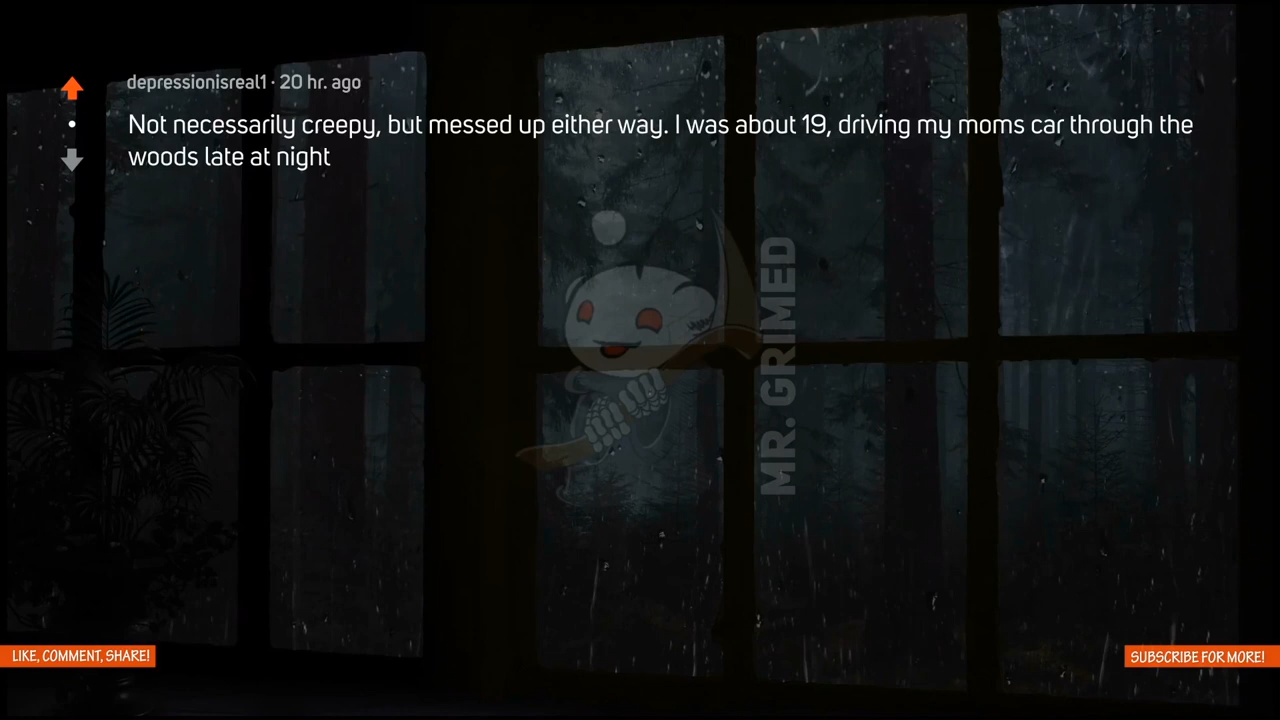 depressionisreal1 · 20 hr. ago
Not necessarily creepy, but messed up either way. I was about 19, driving my moms car through the
woods late at night
MR. GRIMED
LIKE, COMMENT, SHARE!
SUBSCRIBE FOR MORE!